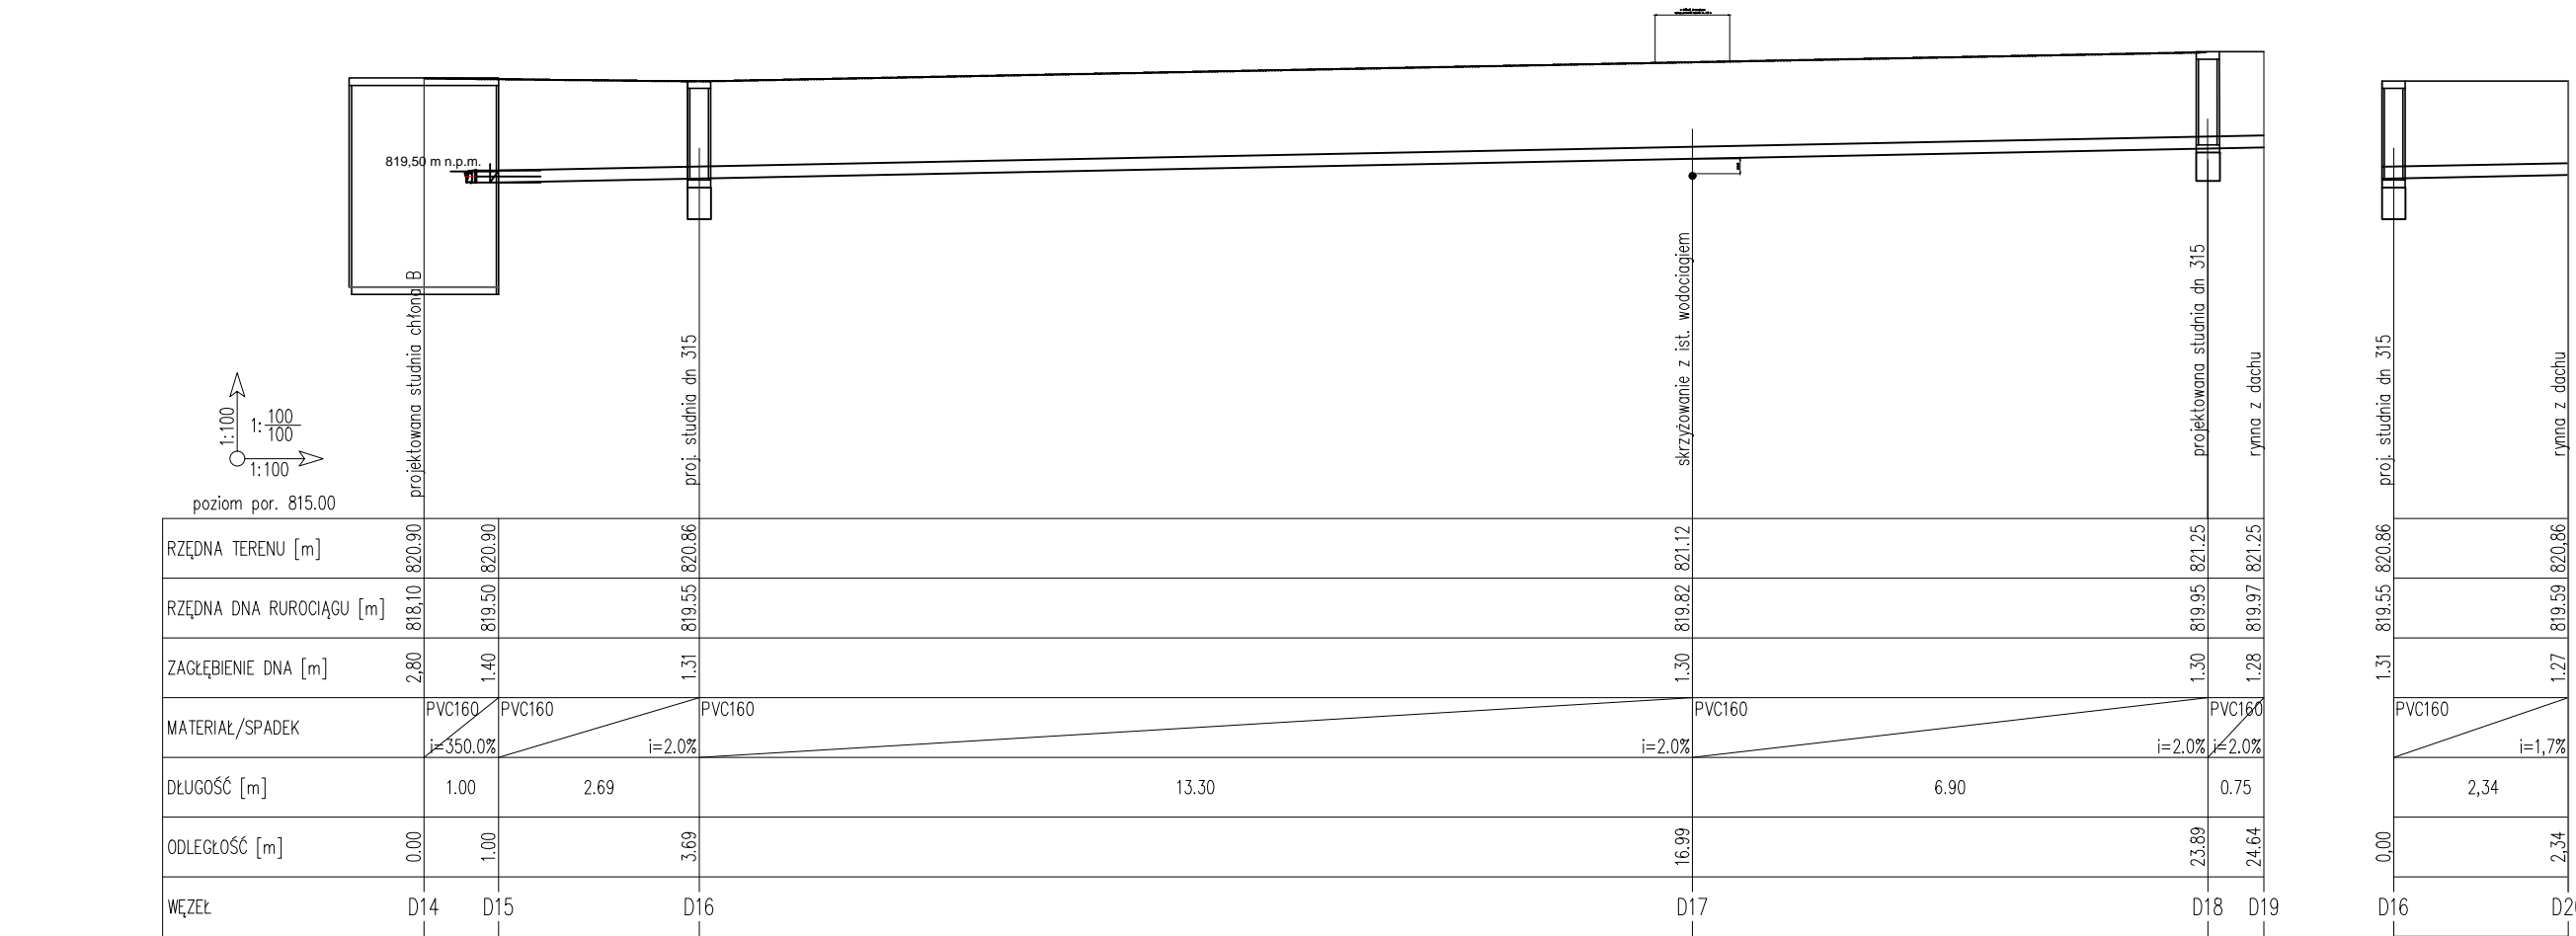 819,50 m n.p.m.
projektowana studnia chłona B
proj. studnia dn 315
skrzyżowanie z ist. wodociągiem
projektowana studnia dn 315
rynna z dachu
proj. studnia dn 315
rynna z dachu
1:100
1: 100/100
1:100
poziom por. 815.00
RZĘDNA TERENU [m] 820.90 820.90 820.86 821.12 821.25 821.25 820.86 820,86
RZĘDNA DNA RUROCIĄGU [m] 818,10 819.50 819.55 819.82 819.95 819.97 819.55 819.59
ZAGŁĘBIENIE DNA [m] 2,80 1.40 1.31 1.30 1.30 1.28 1.31 1.27
PVC160 PVC160 PVC160 PVC160 PVC160 PVC160
MATERIAŁ/SPADEK
i=350.0% i=2.0% i=2.0% i=2.0% i=2.0% i=1,7%
DŁUGOŚĆ [m] 1.00 2.69 13.30 6.90 0.75 2,34
ODLEGŁOŚĆ [m] 0.00 1.00 3.69 16.99 23.89 24.64 0,00 2,34
WĘZEŁ D14 D15 D16 D17 D18 D19 D16